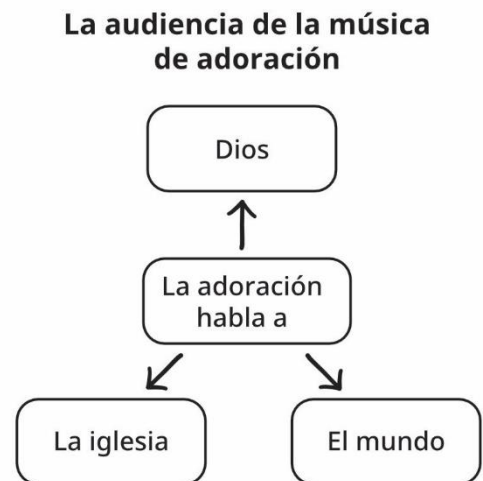 La audiencia de la música
de adoración
Dios
La adoración
habla a
La iglesia
El mundo